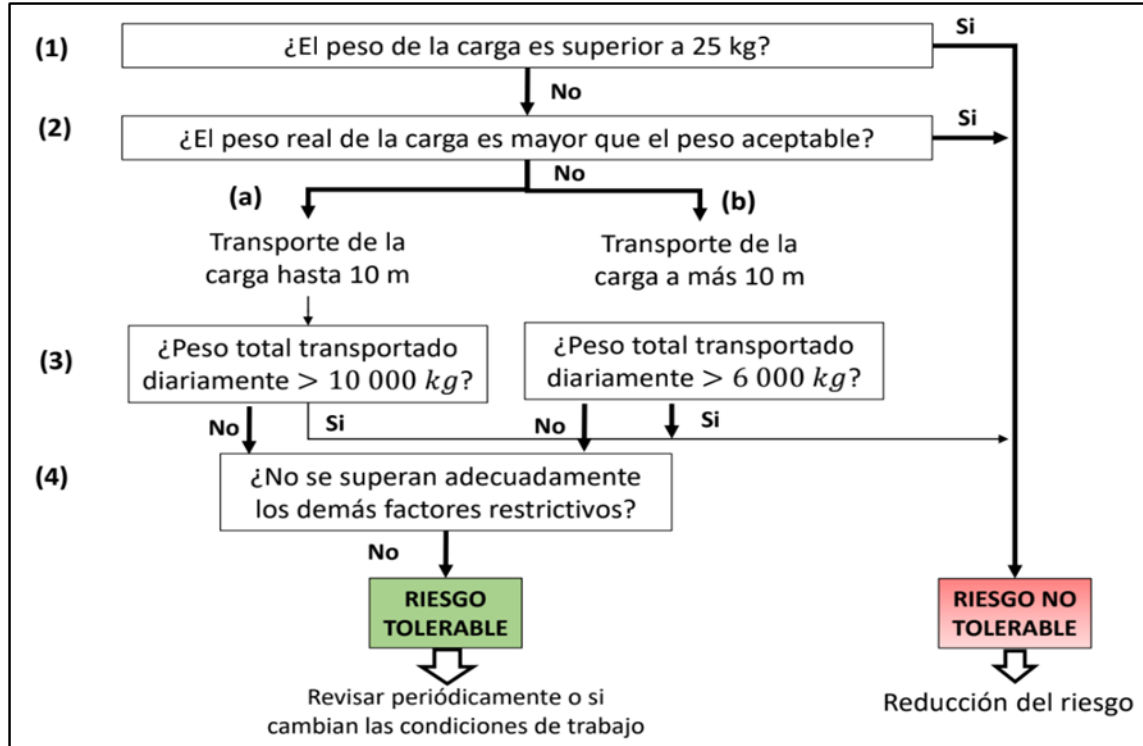 (1)
¿El peso de la carga es superior a 25 kg?
Si
No
(2)
¿El peso real de la carga es mayor que el peso aceptable?
Si
No
(a)
Transporte de la
carga hasta 10 m
(b)
Transporte de la
carga a más 10 m
(3)
¿Peso total transportado
diariamente > 10 000 kg?
¿Peso total transportado
diariamente > 6 000 kg?
No
Si
No
Si
(4)
¿No se superan adecuadamente
los demás factores restrictivos?
No
RIESGO
TOLERABLE
RIESGO NO
TOLERABLE
Revisar periódicamente o si
cambian las condiciones de trabajo
Reducción del riesgo